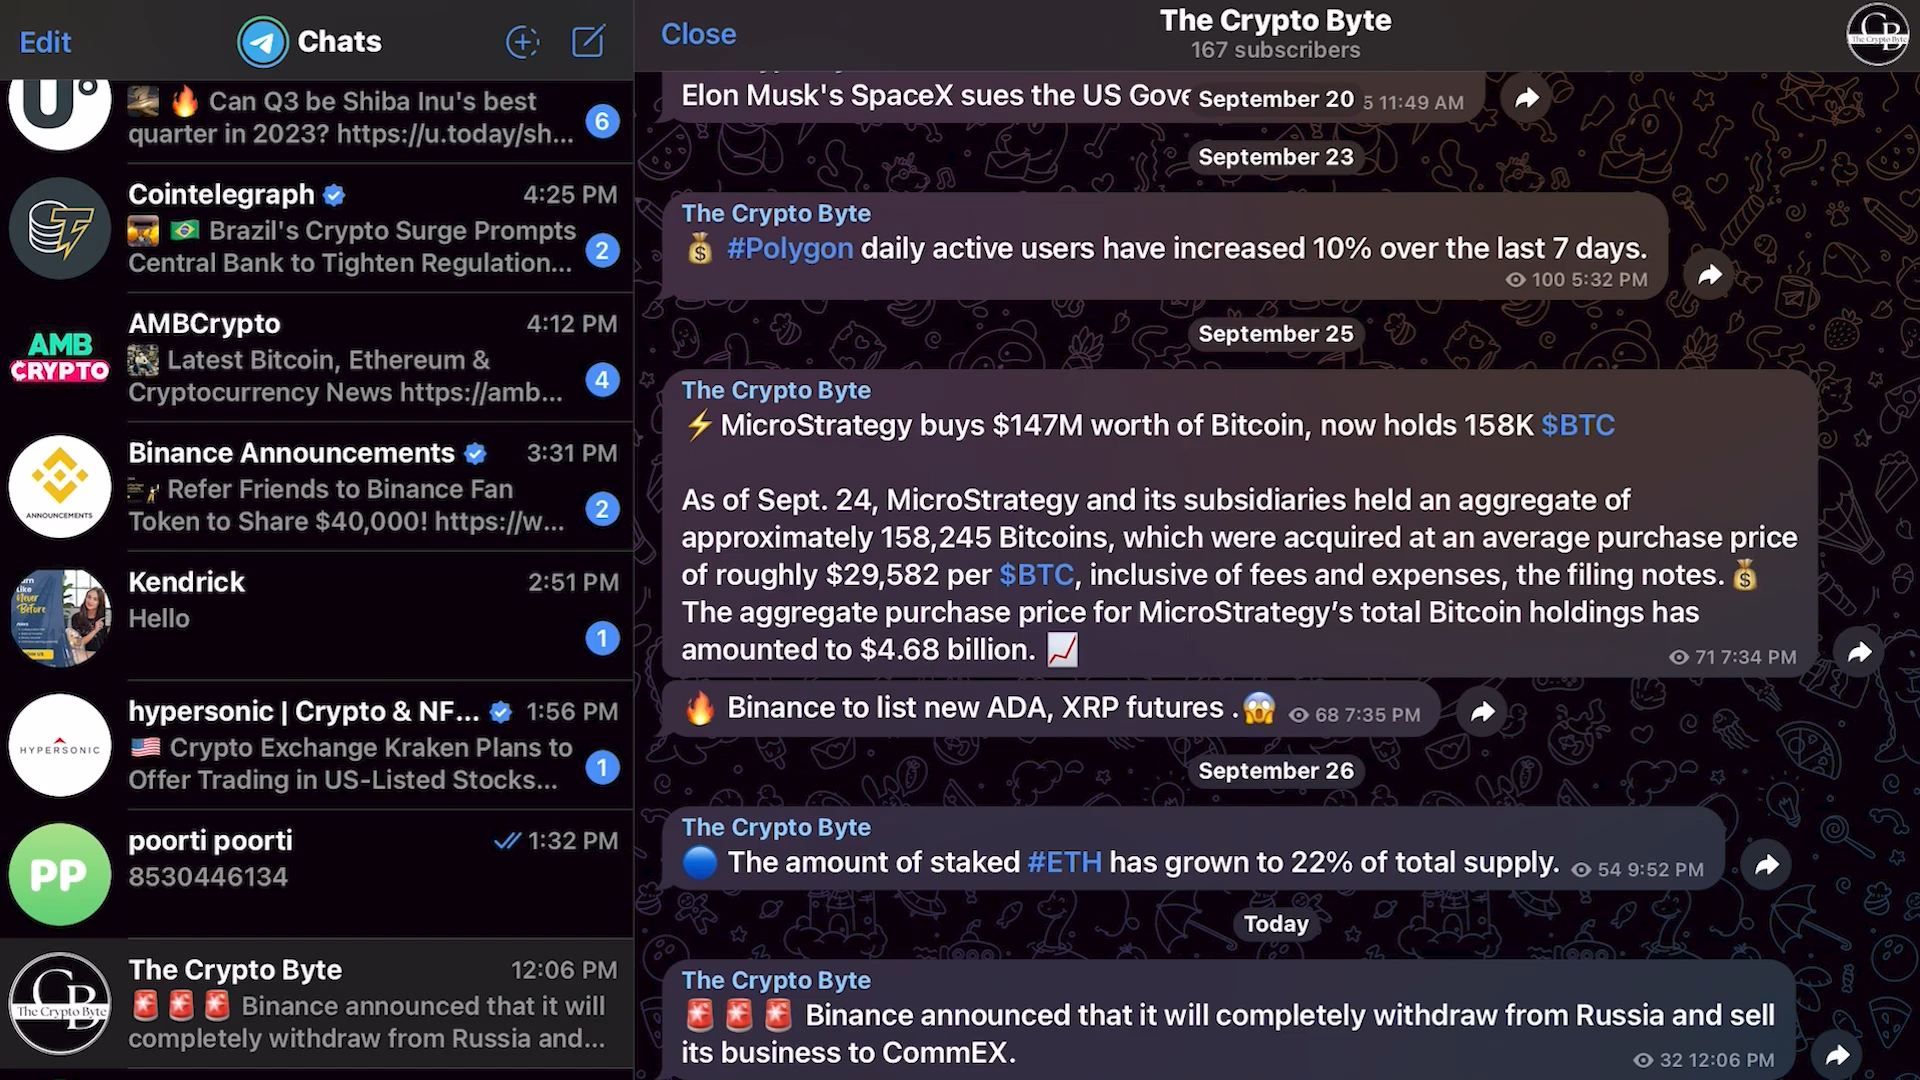 Edit
Chats
Can Q3 be Shiba Inu's best
quarter in 2023? https://u.today/sh...
6
Cointelegraph
4:25 PM
Brazil's Crypto Surge Prompts
Central Bank to Tighten Regulation...
2
AMB
CRYPTO
AMBCrypto
4:12 PM
Latest Bitcoin, Ethereum &
Cryptocurrency News https://amb...
4
ANNOUNCEMENTS
Binance Announcements
3:31 PM
Refer Friends to Binance Fan
Token to Share $40,000! https://w...
2
Kendrick
2:51 PM
Hello
1
HYPERSONIC
hypersonic | Crypto & NF...
1:56 PM
🇺🇸 Crypto Exchange Kraken Plans to
Offer Trading in US-Listed Stocks...
1
PP
poorti poorti
1:32 PM
8530446134
The Crypto Byte
The Crypto Byte
12:06 PM
🚨🚨🚨 Binance announced that it will
completely withdraw from Russia and...
Close
The Crypto Byte
167 subscribers
The Crypto Byte
Elon Musk's SpaceX sues the US Gove
September 20
5 11:49 AM
September 23
The Crypto Byte
💰 #Polygon daily active users have increased 10% over the last 7 days.
100 5:32 PM
September 25
The Crypto Byte
⚡MicroStrategy buys $147M worth of Bitcoin, now holds 158K $BTC
As of Sept. 24, MicroStrategy and its subsidiaries held an aggregate of
approximately 158,245 Bitcoins, which were acquired at an average purchase price
of roughly $29,582 per $BTC, inclusive of fees and expenses, the filing notes. 💰
The aggregate purchase price for MicroStrategy’s total Bitcoin holdings has
amounted to $4.68 billion. 📈
71 7:34 PM
🔥 Binance to list new ADA, XRP futures .😱
68 7:35 PM
September 26
The Crypto Byte
🔵 The amount of staked #ETH has grown to 22% of total supply.
54 9:52 PM
Today
The Crypto Byte
🚨🚨🚨 Binance announced that it will completely withdraw from Russia and sell
its business to CommEX.
32 12:06 PM